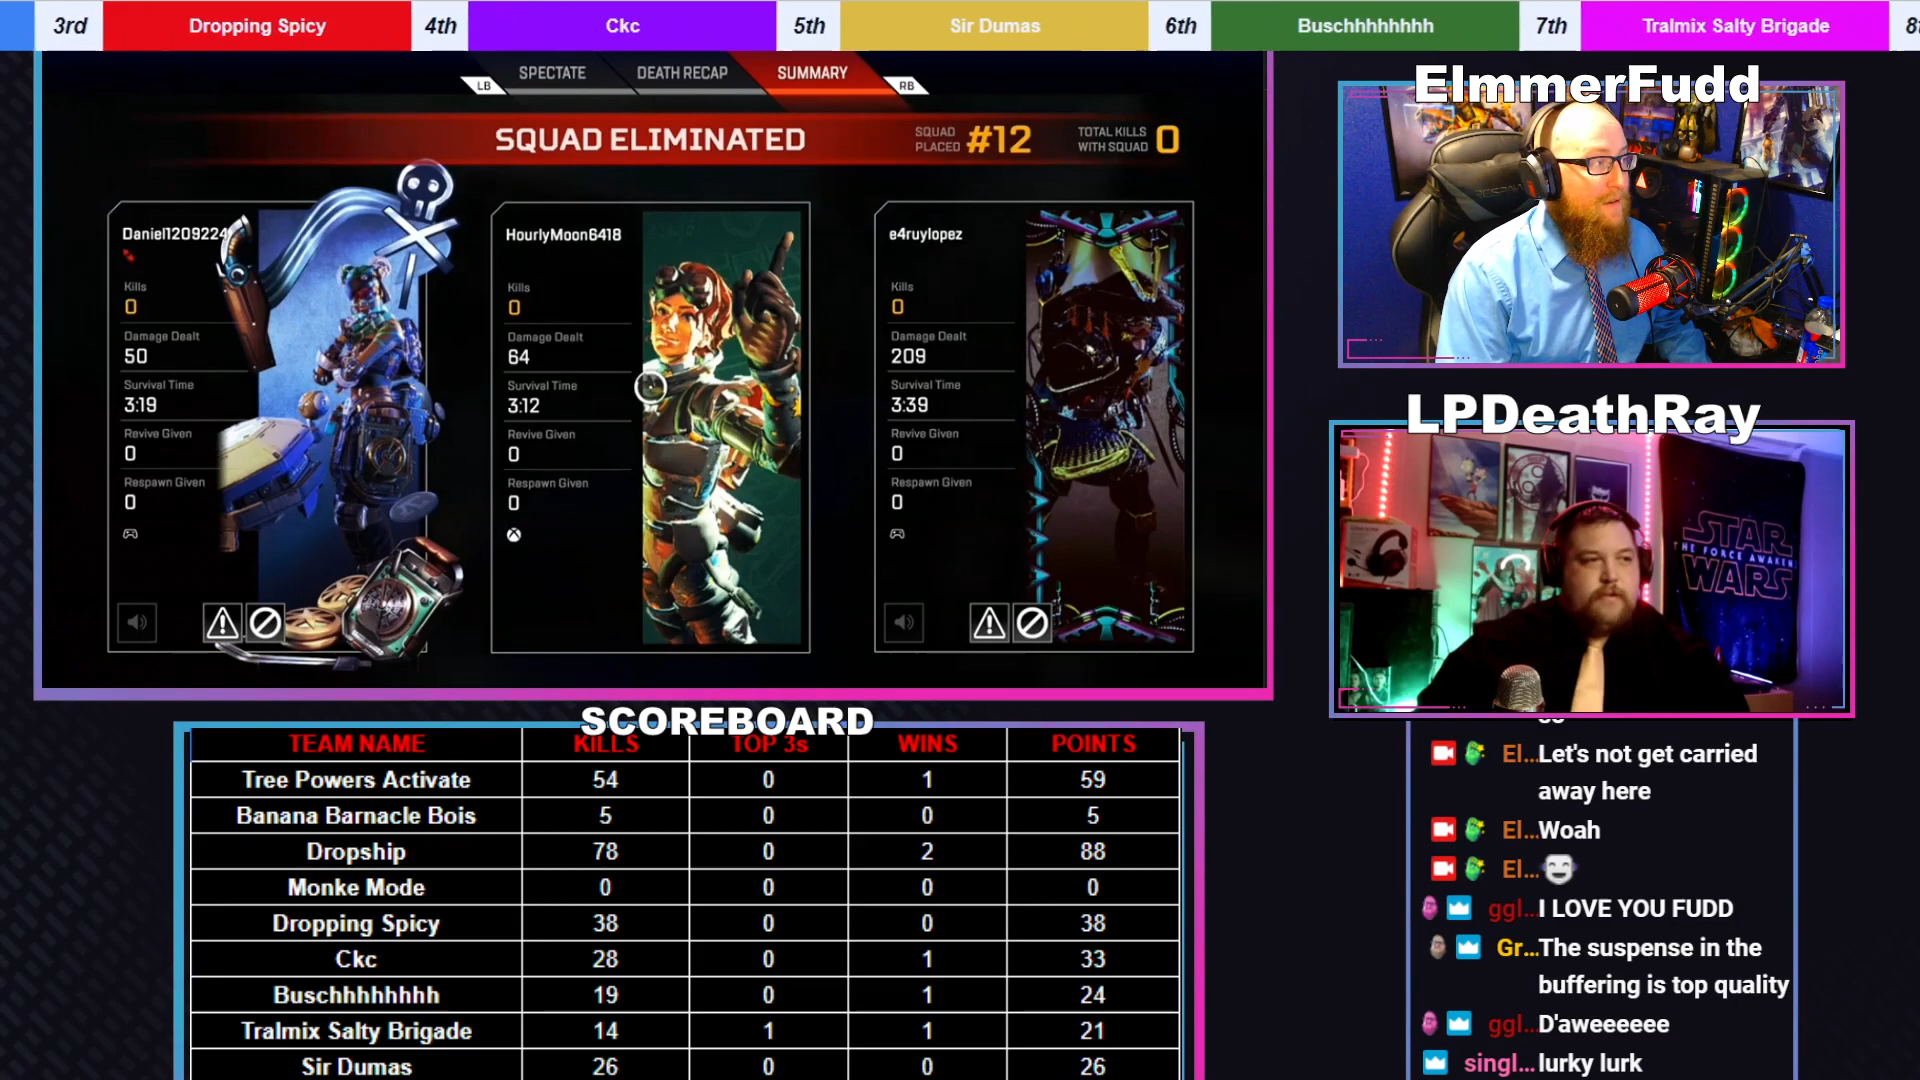 3rd Dropping Spicy 4th Ckc 5th Sir Dumas 6th Buschhhhhhhh 7th Tralmix Salty Brigade
LB SPECTATE DEATH RECAP SUMMARY RB
SQUAD ELIMINATED
SQUAD PLACED #12
TOTAL KILLS WITH SQUAD 0
Daniel1209224
Kills
0
Damage Dealt
50
Survival Time
3:19
Revive Given
0
Respawn Given
0
HourlyMoon6418
Kills
0
Damage Dealt
64
Survival Time
3:12
Revive Given
0
Respawn Given
0
e4ruylopez
Kills
0
Damage Dealt
209
Survival Time
3:39
Revive Given
0
Respawn Given
0
ElmmerFudd
LPDeathRay
STAR
THE FORCE AWAKEN
WARS
SCOREBOARD
TEAM NAME KILLS TOP 3s WINS POINTS
Tree Powers Activate 54 0 1 59
Banana Barnacle Bois 5 0 0 5
Dropship 78 0 2 88
Monke Mode 0 0 0 0
Dropping Spicy 38 0 0 38
Ckc 28 0 1 33
Buschhhhhhhh 19 0 1 24
Tralmix Salty Brigade 14 1 1 21
Sir Dumas 26 0 0 26
El...Let's not get carried
away here
El...Woah
El...
ggl...I LOVE YOU FUDD
Gr...The suspense in the
buffering is top quality
ggl...D'aweeeeee
singl...lurky lurk